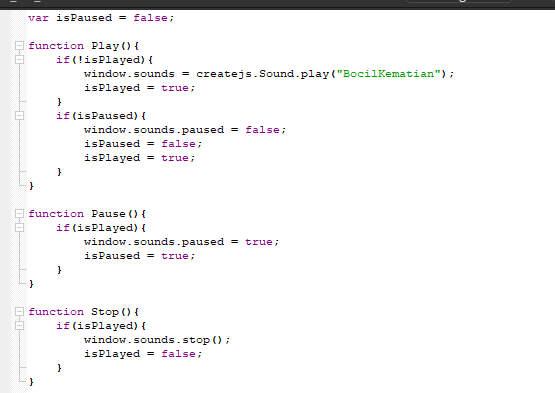 var isPaused = false;
function Play(){
    if(!isPlayed){
        window.sounds = createjs.Sound.play("BocilKematian");
        isPlayed = true;
    }
    if(isPaused){
        window.sounds.paused = false;
        isPaused = false;
        isPlayed = true;
    }
}
function Pause(){
    if(isPlayed){
        window.sounds.paused = true;
        isPaused = true;
    }
}
function Stop(){
    if(isPlayed){
        window.sounds.stop();
        isPlayed = false;
    }
}